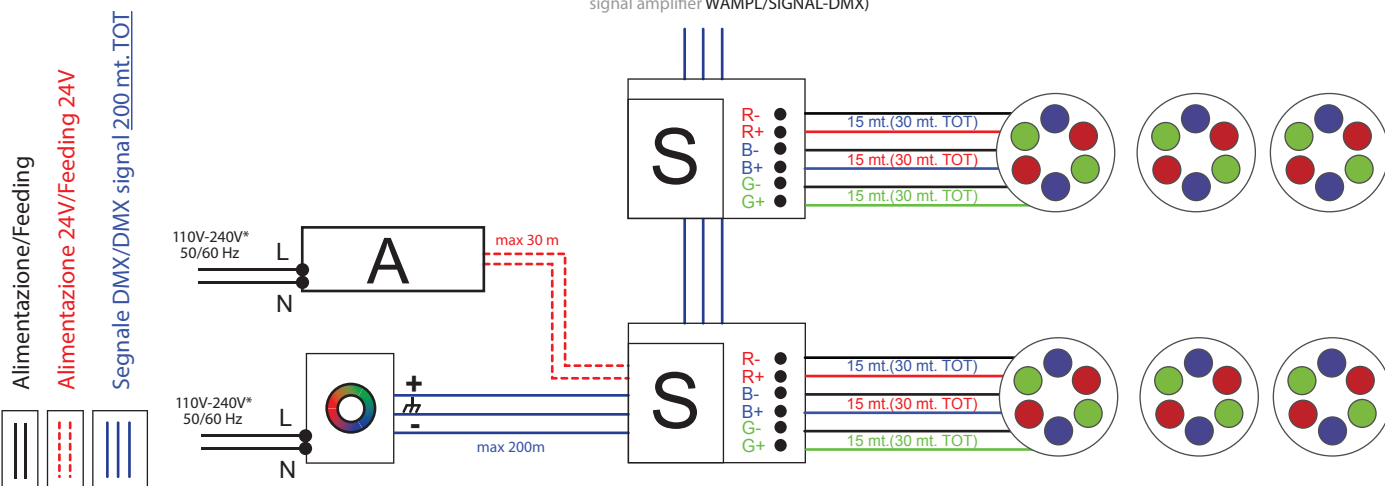 signal amplifier WAMPL/SIGNAL-DMX)
Alimentazione/Feeding
Alimentazione 24V/Feeding 24V
Segnale DMX/DMX signal 200 mt. TOT
S
R-
R+
B-
B+
G-
G+
15 mt.(30 mt. TOT)
15 mt.(30 mt. TOT)
15 mt.(30 mt. TOT)
110V-240V*
50/60 Hz
L
N
A
max 30 m
110V-240V*
50/60 Hz
L
N
+
-
max 200m
S
R-
R+
B-
B+
G-
G+
15 mt.(30 mt. TOT)
15 mt.(30 mt. TOT)
15 mt.(30 mt. TOT)